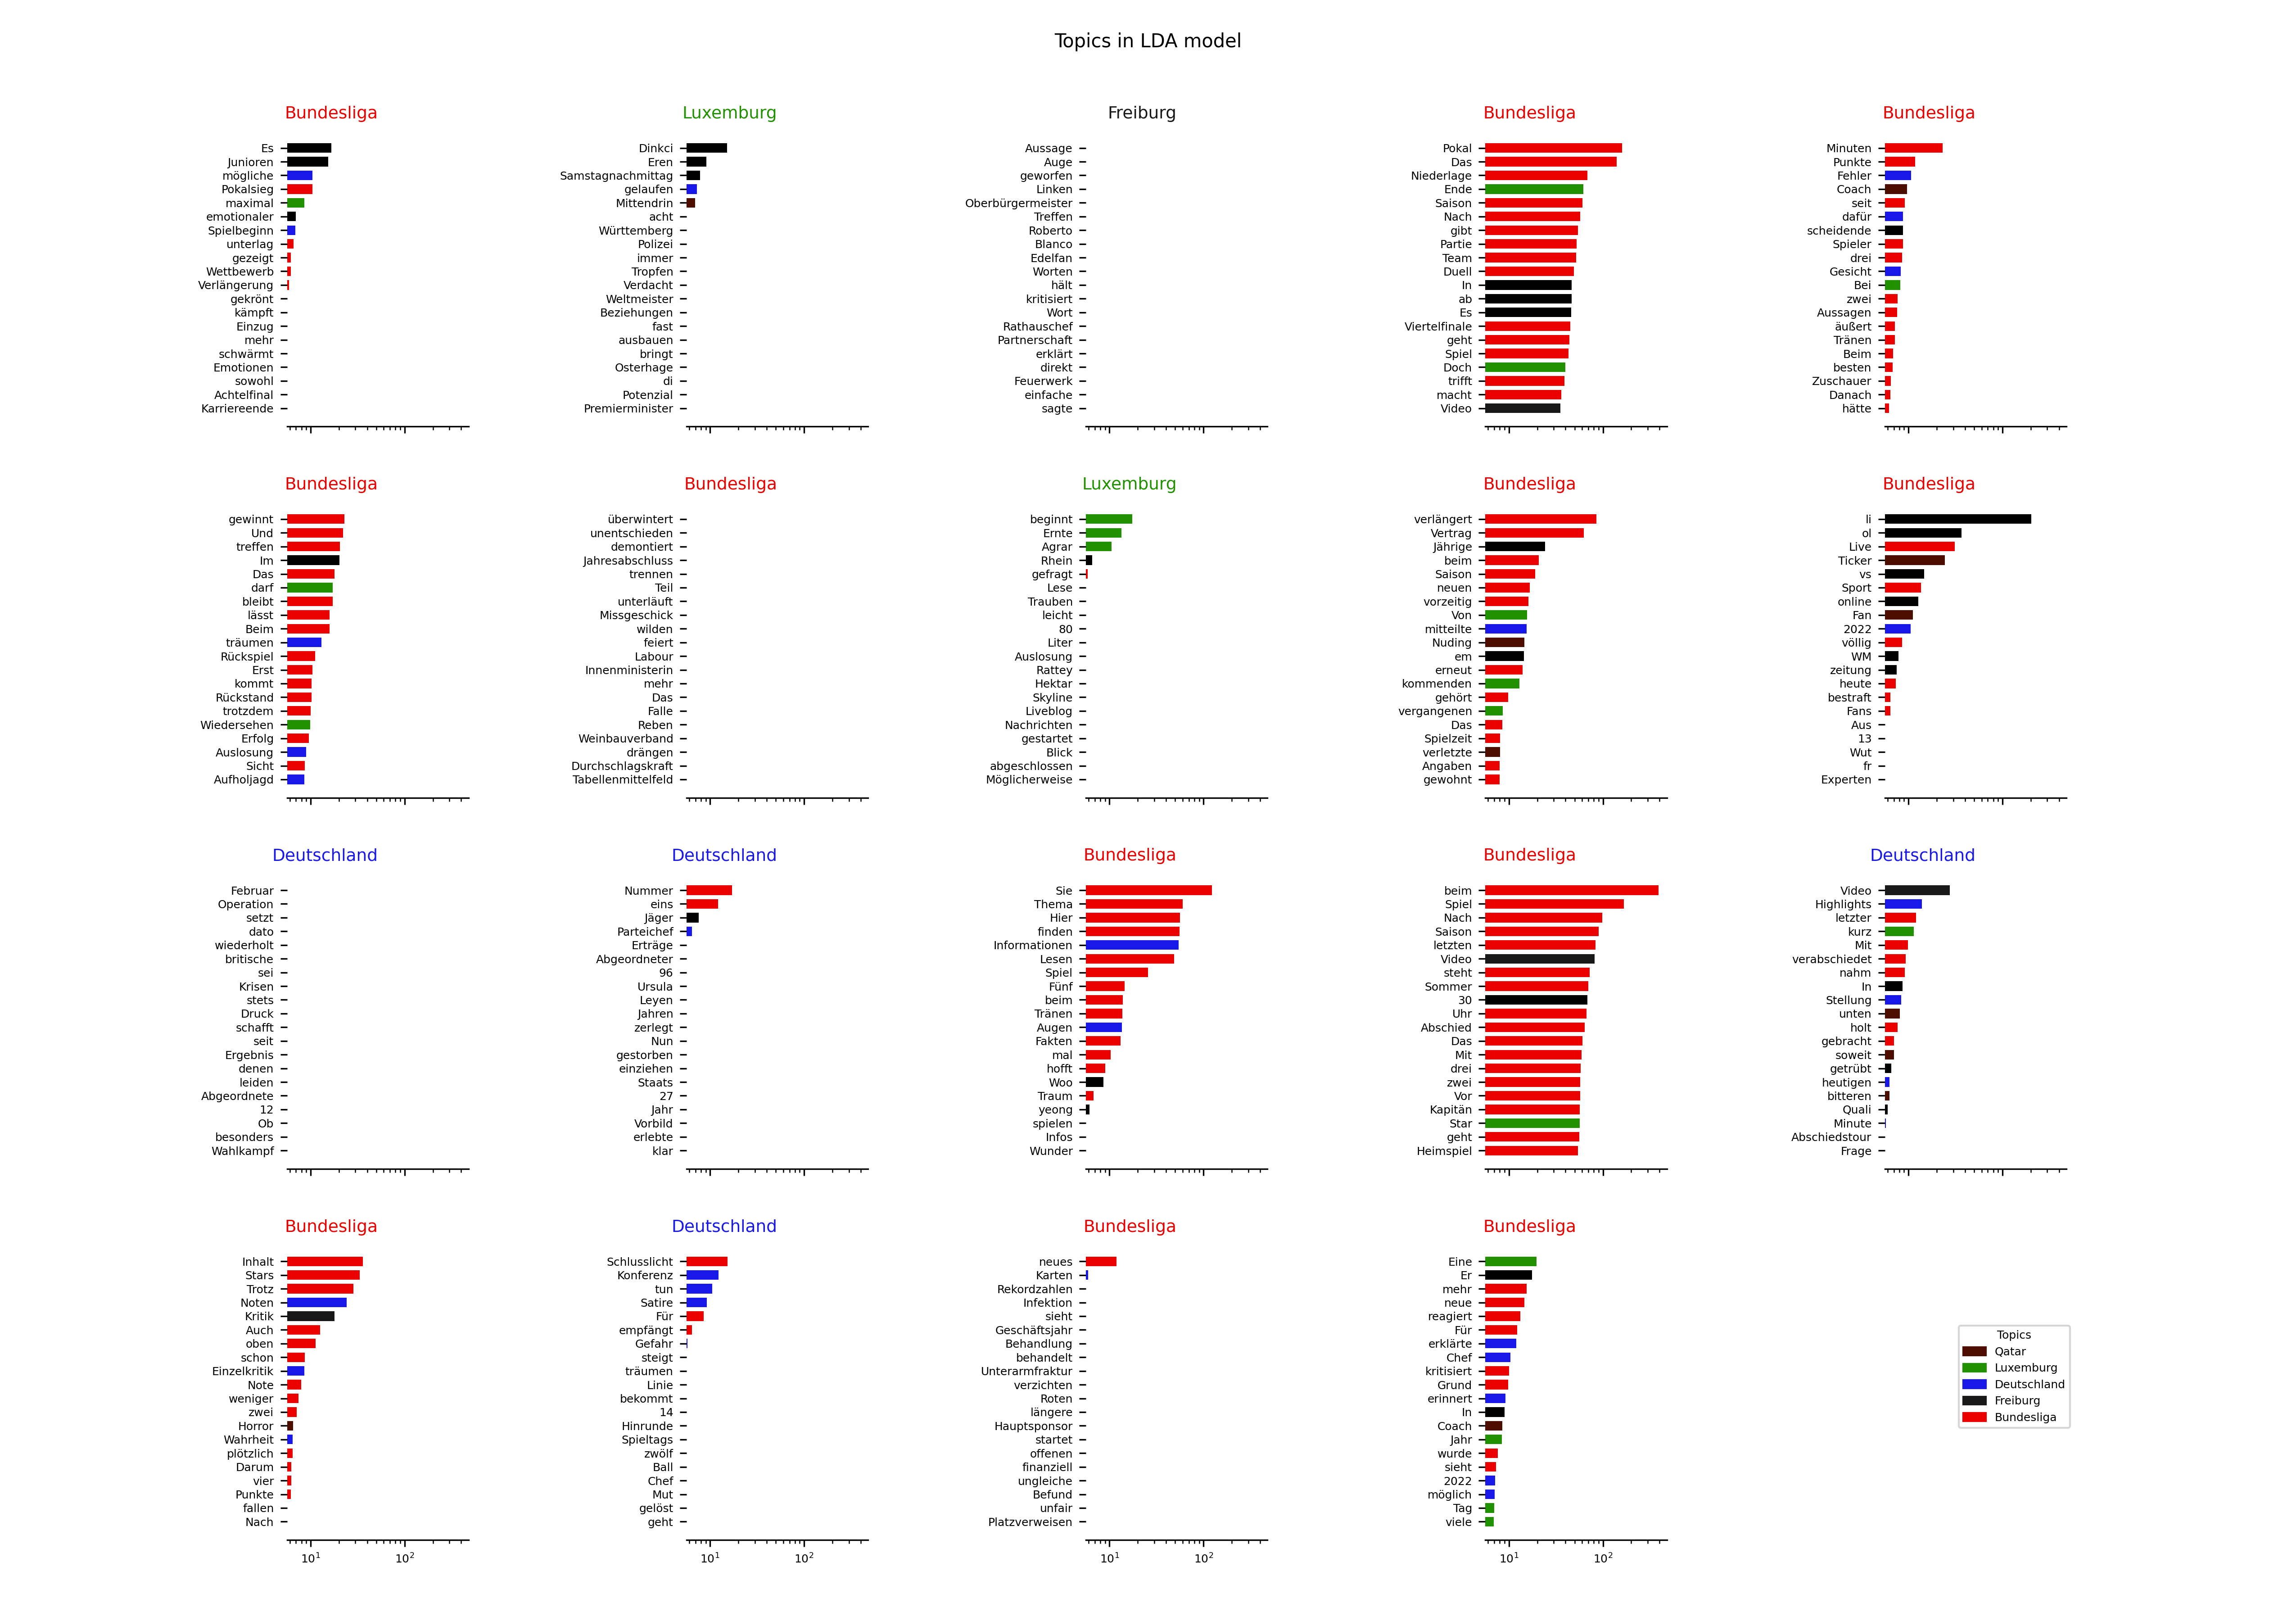 Topics in LDA model
Bundesliga
Es
Junioren
mögliche
Pokalsieg
maximal
emotionaler
Spielbeginn
unterlag
gezeigt
Wettbewerb
Verlängerung
gekrönt
kämpft
Einzug
mehr
schwärmt
Emotionen
sowohl
Achtelfinal
Karriereende
Luxemburg
Dinkci
Eren
Samstagnachmittag
gelaufen
Mittendrin
acht
Württemberg
Polizei
immer
Tropfen
Verdacht
Weltmeister
Beziehungen
fast
ausbauen
bringt
Osterhage
di
Potenzial
Premierminister
Freiburg
Aussage
Auge
geworfen
Linken
Oberbürgermeister
Treffen
Roberto
Blanco
Edelfan
Worten
hält
kritisiert
Wort
Rathauschef
Partnerschaft
erklärt
direkt
Feuerwerk
einfache
sagte
Bundesliga
Pokal
Das
Niederlage
Ende
Saison
Nach
gibt
Partie
Team
Duell
In
ab
Es
Viertelfinale
geht
Spiel
Doch
trifft
macht
Video
Bundesliga
Minuten
Punkte
Fehler
Coach
seit
dafür
scheidende
Spieler
drei
Gesicht
Bei
zwei
Aussagen
äußert
Tränen
Beim
besten
Zuschauer
Danach
hätte
Bundesliga
gewinnt
Und
treffen
Im
Das
darf
bleibt
lässt
Beim
träumen
Rückspiel
Erst
kommt
Rückstand
trotzdem
Wiedersehen
Erfolg
Auslosung
Sicht
Aufholjagd
Bundesliga
überwintert
unentschieden
demontiert
Jahresabschluss
trennen
Teil
unterläuft
Missgeschick
wilden
feiert
Labour
Innenministerin
mehr
Das
Falle
Reben
Weinbauverband
drängen
Durchschlagskraft
Tabellenmittelfeld
Luxemburg
beginnt
Ernte
Agrar
Rhein
gefragt
Lese
Trauben
leicht
80
Liter
Auslosung
Rattey
Hektar
Skyline
Liveblog
Nachrichten
gestartet
Blick
abgeschlossen
Möglicherweise
Bundesliga
verlängert
Vertrag
Jährige
beim
Saison
neuen
vorzeitig
Von
mitteilte
Nuding
em
erneut
kommenden
gehört
vergangenen
Das
Spielzeit
verletzte
Angaben
gewohnt
Bundesliga
li
ol
Live
Ticker
vs
Sport
online
Fan
2022
völlig
WM
zeitung
heute
bestraft
Fans
Aus
13
Wut
fr
Experten
Deutschland
Februar
Operation
setzt
dato
wiederholt
britische
sei
Krisen
stets
Druck
schafft
seit
Ergebnis
denen
leiden
Abgeordnete
12
Ob
besonders
Wahlkampf
Deutschland
Nummer
eins
Jäger
Parteichef
Erträge
Abgeordneter
96
Ursula
Leyen
Jahren
zerlegt
Nun
gestorben
einziehen
Staats
27
Jahr
Vorbild
erlebte
klar
Bundesliga
Sie
Thema
Hier
finden
Informationen
Lesen
Spiel
Fünf
beim
Tränen
Augen
Fakten
mal
hofft
Woo
Traum
yeong
spielen
Infos
Wunder
Bundesliga
beim
Spiel
Nach
Saison
letzten
Video
steht
Sommer
30
Uhr
Abschied
Das
Mit
drei
zwei
Vor
Kapitän
Star
geht
Heimspiel
Deutschland
Video
Highlights
letzter
kurz
Mit
verabschiedet
nahm
In
Stellung
unten
holt
gebracht
soweit
getrübt
heutigen
bitteren
Quali
Minute
Abschiedstour
Frage
Bundesliga
Inhalt
Stars
Trotz
Noten
Kritik
Auch
oben
schon
Einzelkritik
Note
weniger
zwei
Horror
Wahrheit
plötzlich
Darum
vier
Punkte
fallen
Nach
10¹ 10²
Deutschland
Schlusslicht
Konferenz
tun
Satire
Für
empfängt
Gefahr
steigt
träumen
Linie
bekommt
14
Hinrunde
Spieltags
zwölf
Ball
Chef
Mut
gelöst
geht
10¹ 10²
Bundesliga
neues
Karten
Rekordzahlen
Infektion
sieht
Geschäftsjahr
Behandlung
behandelt
Unterarmfraktur
verzichten
Roten
längere
Hauptsponsor
startet
offenen
finanziell
ungleiche
Befund
unfair
Platzverweisen
10¹ 10²
Bundesliga
Eine
Er
mehr
neue
reagiert
Für
erklärte
Chef
kritisiert
Grund
erinnert
In
Coach
Jahr
wurde
sieht
2022
möglich
Tag
viele
10¹ 10²
Topics
Qatar
Luxemburg
Deutschland
Freiburg
Bundesliga